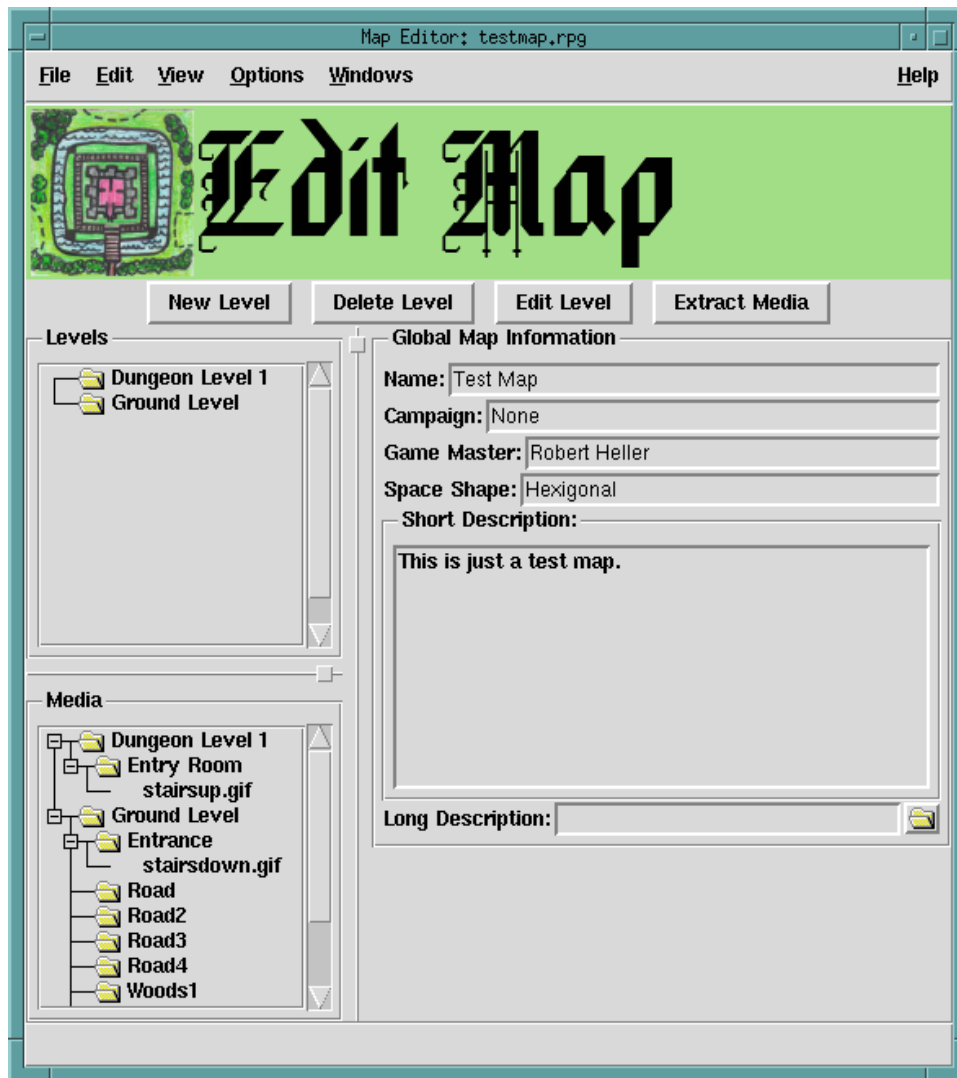 Map Editor: testmap.rpg
File Edit View Options Windows Help
Edit Map
New Level Delete Level Edit Level Extract Media
Levels
Dungeon Level 1
Ground Level
Media
Dungeon Level 1
Entry Room
stairsup.gif
Ground Level
Entrance
stairsdown.gif
Road
Road2
Road3
Road4
Woods1
Global Map Information
Name: Test Map
Campaign: None
Game Master: Robert Heller
Space Shape: Hexigonal
Short Description:
This is just a test map.
Long Description: